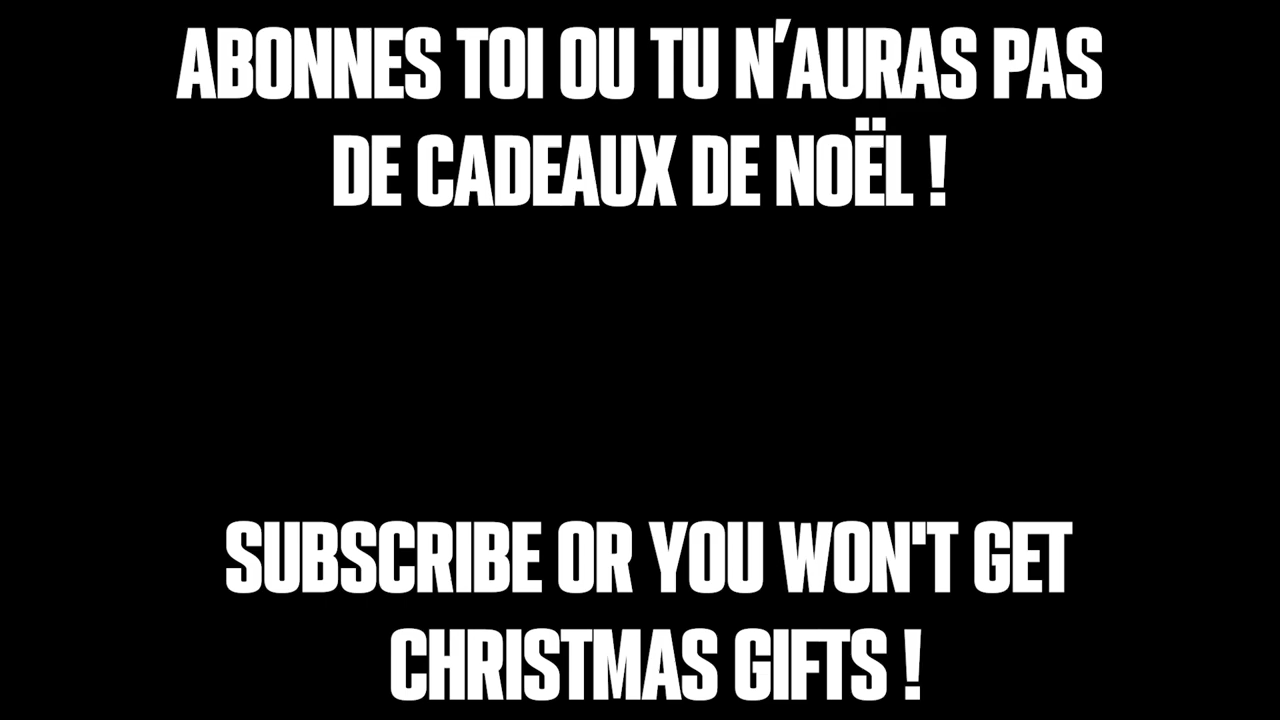 ABONNES TOI OU TU N'AURAS PAS
DE CADEAUX DE NOËL !
SUBSCRIBE OR YOU WON'T GET
CHRISTMAS GIFTS !